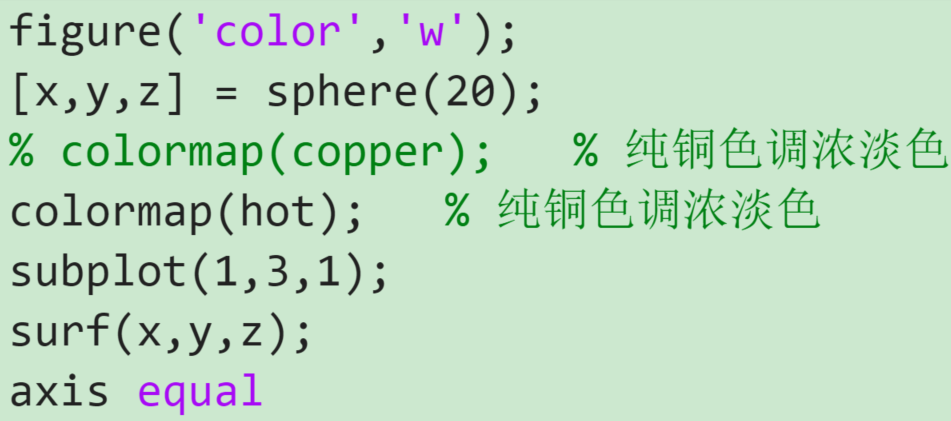 figure('color','w');
[x,y,z] = sphere(20);
% colormap(copper);   % 纯铜色调浓淡色
colormap(hot);   % 纯铜色调浓淡色
subplot(1,3,1);
surf(x,y,z);
axis equal